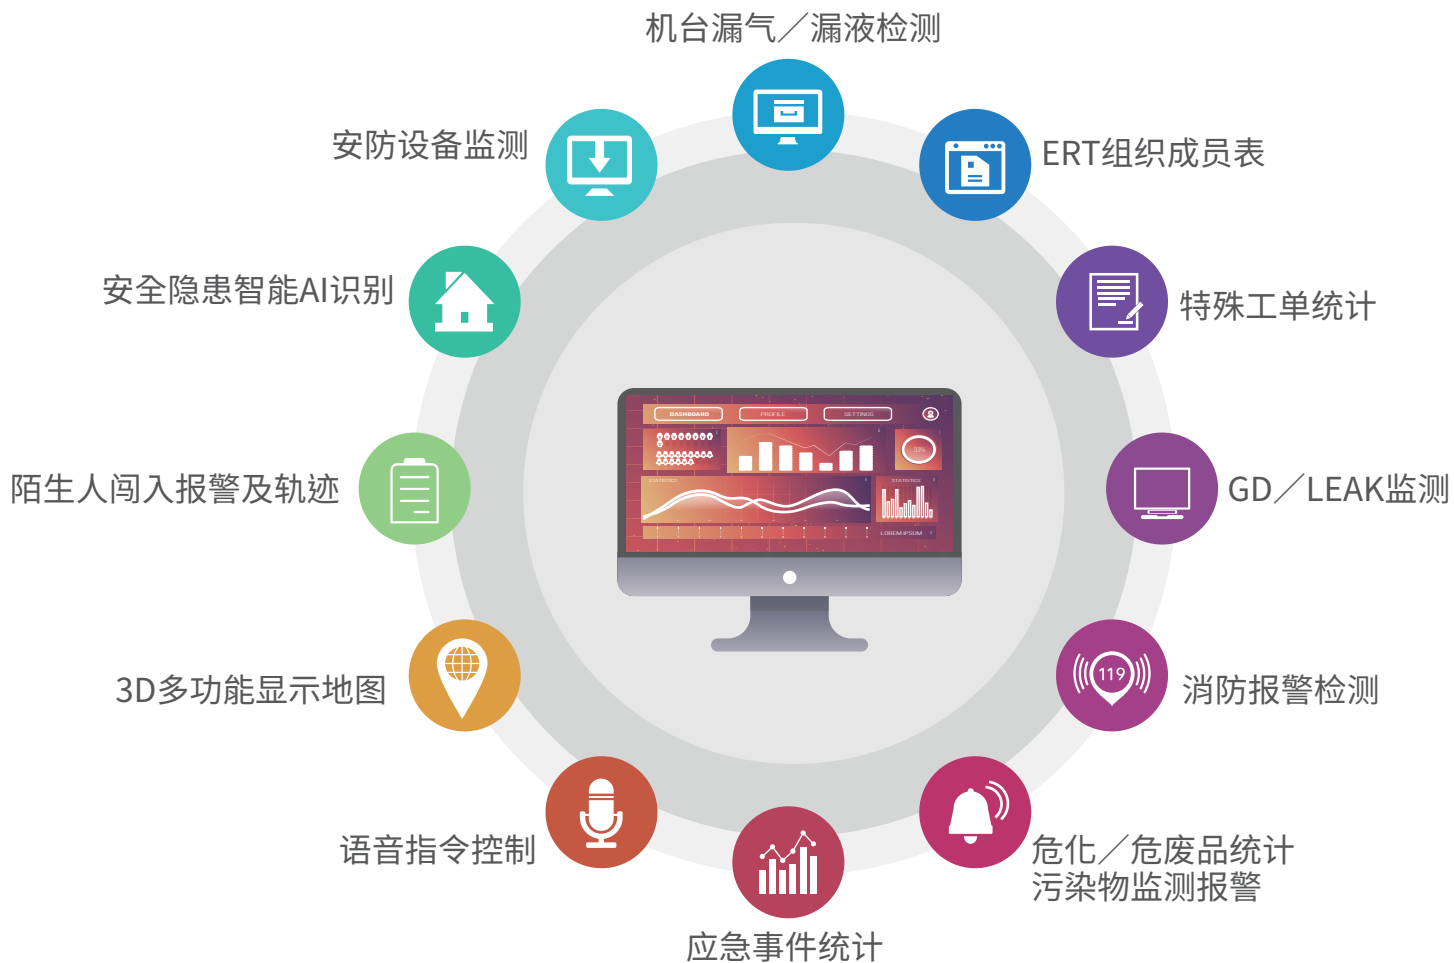 机台漏气／漏液检测
安防设备监测
ERT组织成员表
安全隐患智能AI识别
特殊工单统计
DASHBOARD
PROFILE
SETTINGS
33%
STATISTICS
STATISTICS
LOREM IPSUM
陌生人闯入报警及轨迹
GD／LEAK监测
3D多功能显示地图
119
消防报警检测
语音指令控制
危化／危废品统计
污染物监测报警
应急事件统计